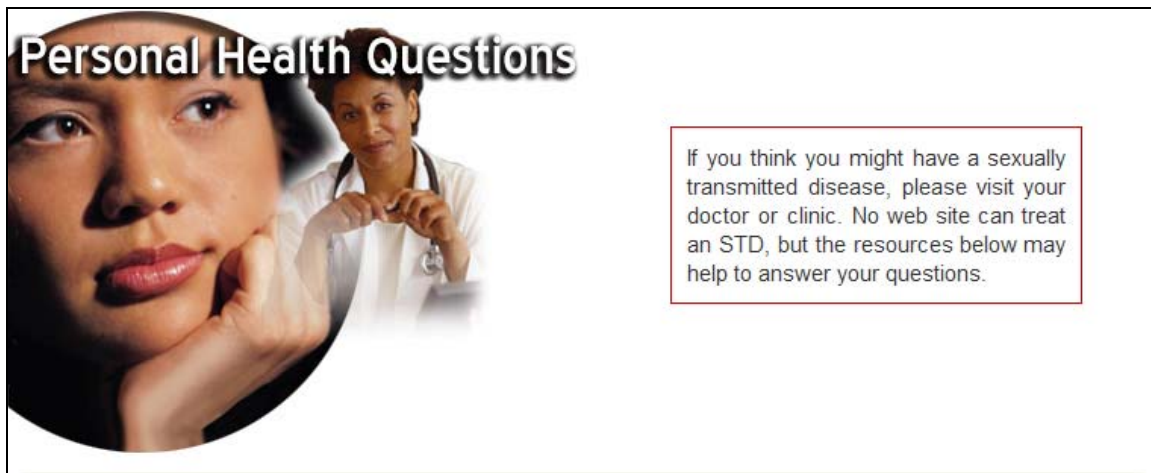 Personal Health Questions
If you think you might have a sexually
transmitted disease, please visit your
doctor or clinic. No web site can treat
an STD, but the resources below may
help to answer your questions.